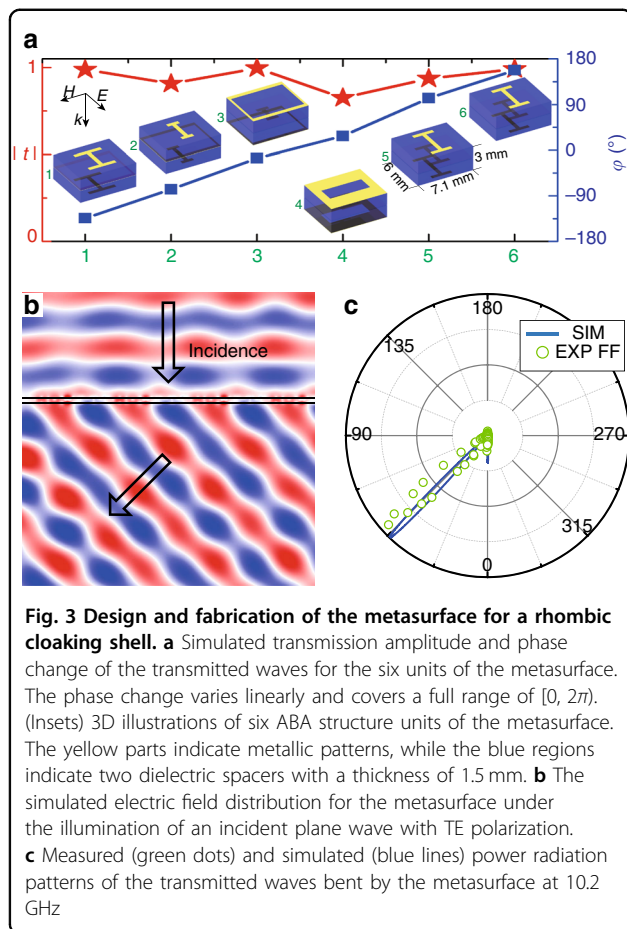 a
1
|t|
0
H
E
k
1
2
3
4
5
6
6 mm
7.1 mm
3 mm
180
90
0
−90
−180
φ (°)
1 2 3 4 5 6
b
Incidence
c
180
135
90
270
315
0
SIM
EXP FF
Fig. 3 Design and fabrication of the metasurface for a rhombic
cloaking shell. a Simulated transmission amplitude and phase
change of the transmitted waves for the six units of the metasurface.
The phase change varies linearly and covers a full range of [0, 2π).
(Insets) 3D illustrations of six ABA structure units of the metasurface.
The yellow parts indicate metallic patterns, while the blue regions
indicate two dielectric spacers with a thickness of 1.5 mm. b The
simulated electric field distribution for the metasurface under
the illumination of an incident plane wave with TE polarization.
c Measured (green dots) and simulated (blue lines) power radiation
patterns of the transmitted waves bent by the metasurface at 10.2
GHz